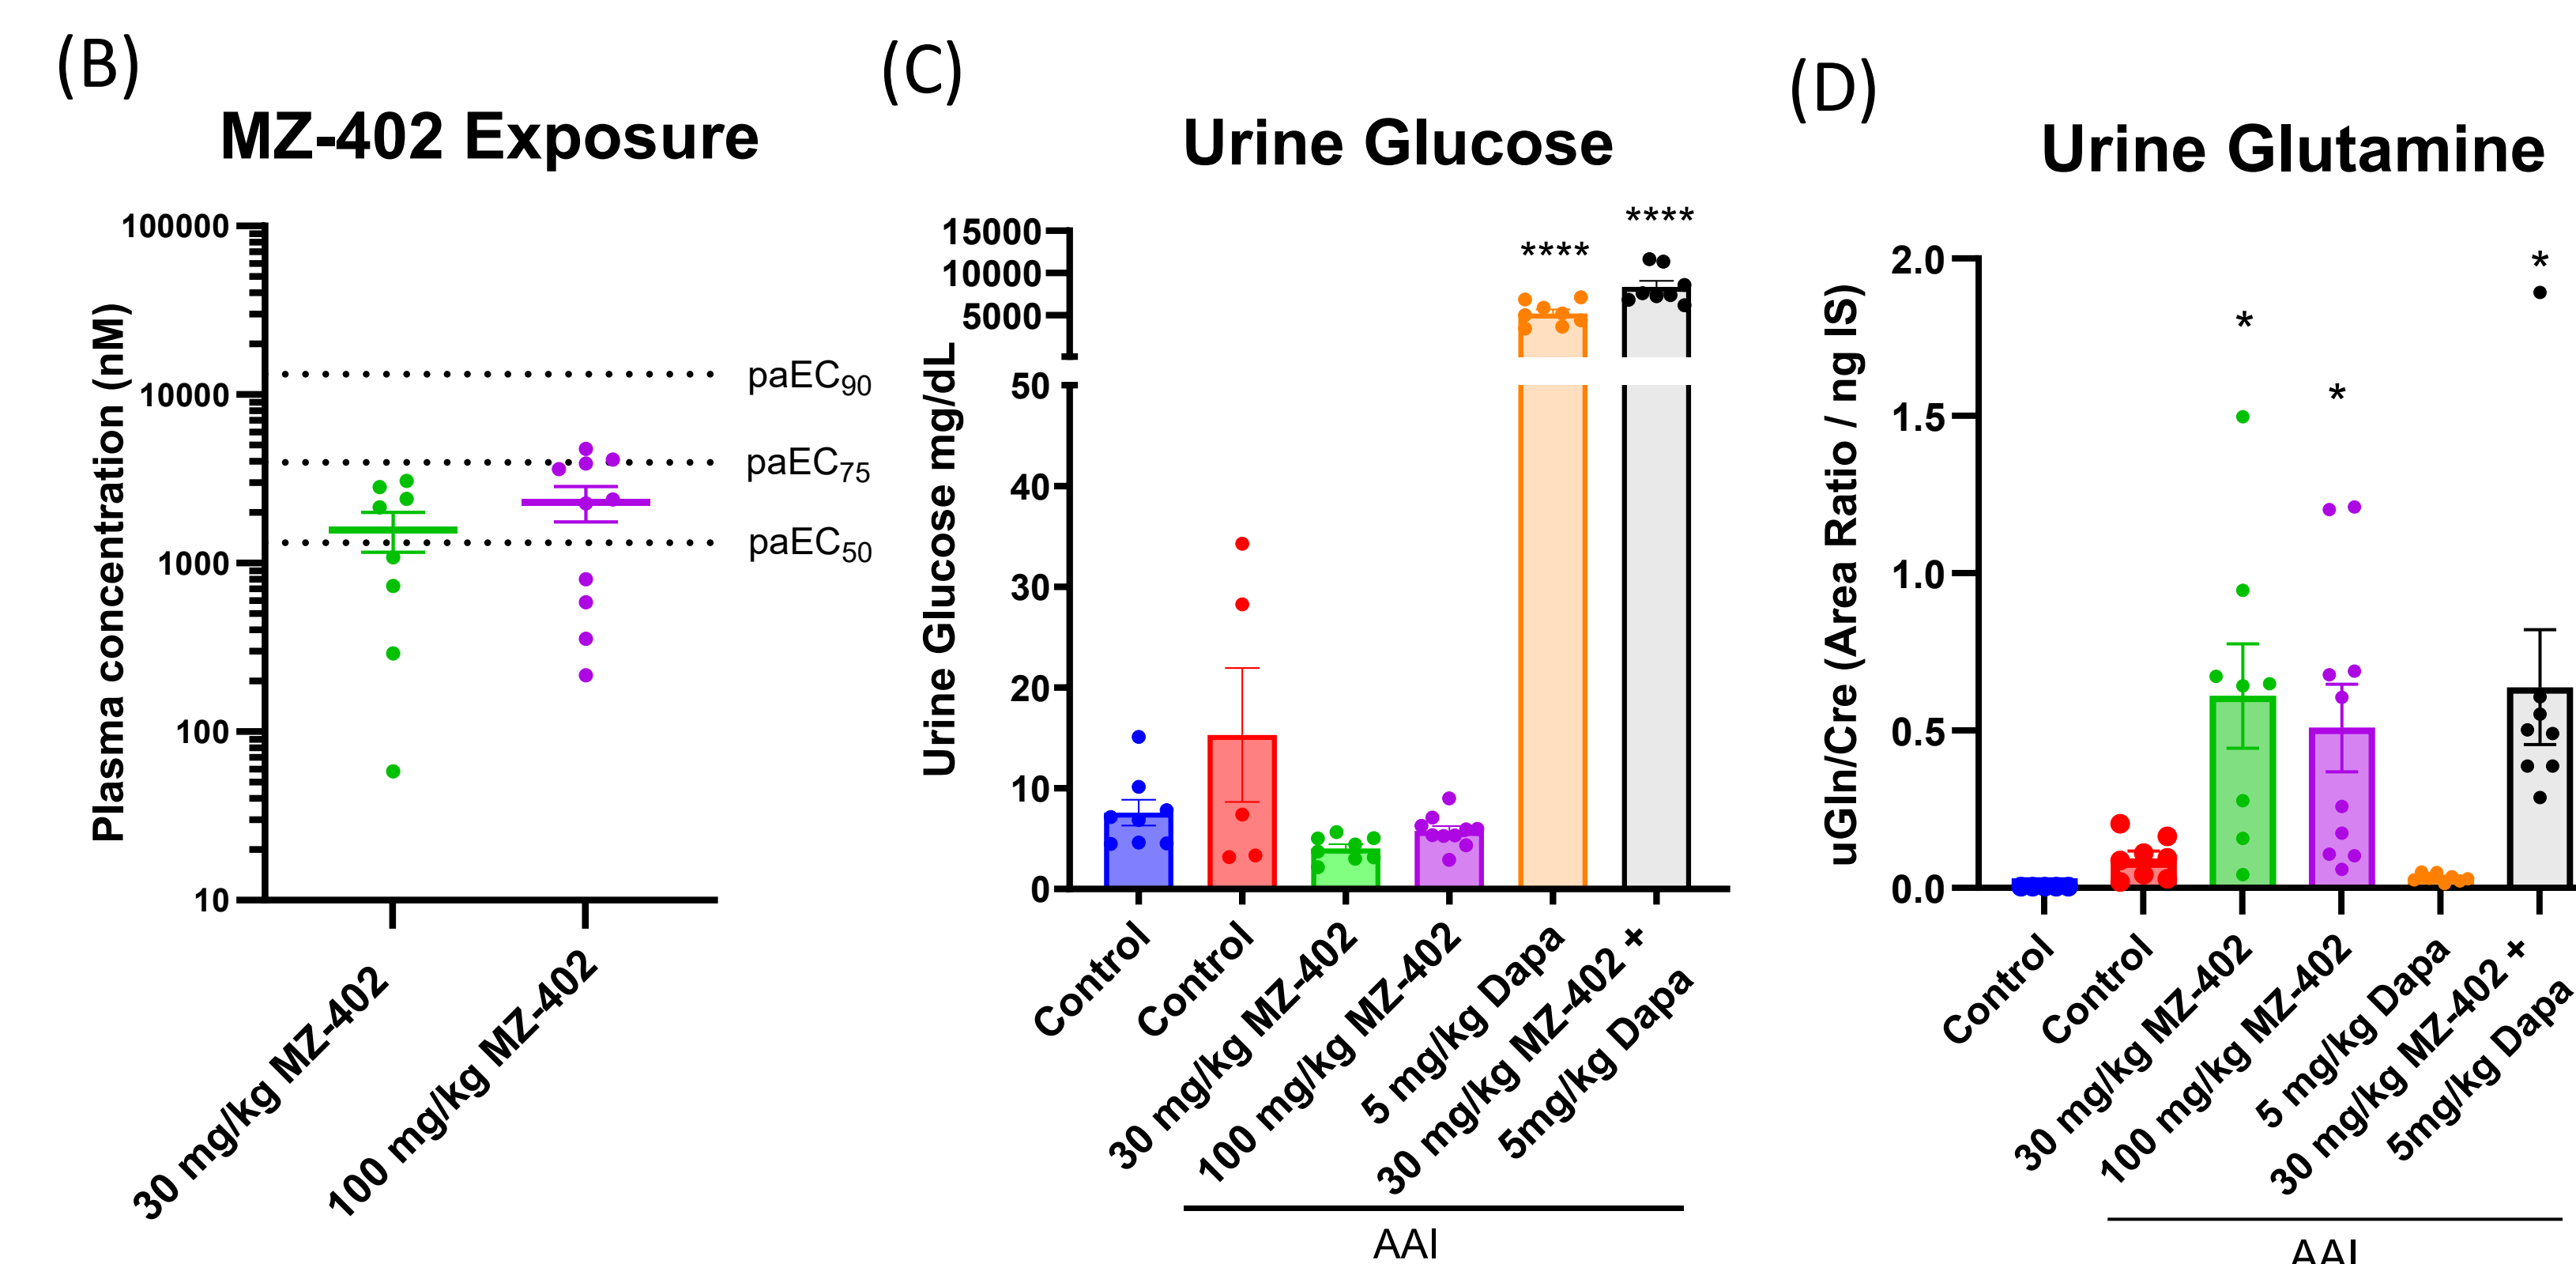 (B)
MZ-402 Exposure
Plasma concentration (nM)
100000
10000
1000
100
10
paEC90
paEC75
paEC50
30 mg/kg MZ-402
100 mg/kg MZ-402
(C)
Urine Glucose
Urine Glucose mg/dL
15000
10000
5000
50
40
30
20
10
0
****
****
Control
Control
30 mg/kg MZ-402
100 mg/kg MZ-402
5 mg/kg Dapa
30 mg/kg MZ-402 +
5mg/kg Dapa
AAI
(D)
Urine Glutamine
uGln/Cre (Area Ratio / ng IS)
2.0
1.5
1.0
0.5
0.0
*
*
*
Control
Control
30 mg/kg MZ-402
100 mg/kg MZ-402
5 mg/kg Dapa
30 mg/kg MZ-402 +
5mg/kg Dapa
AAI